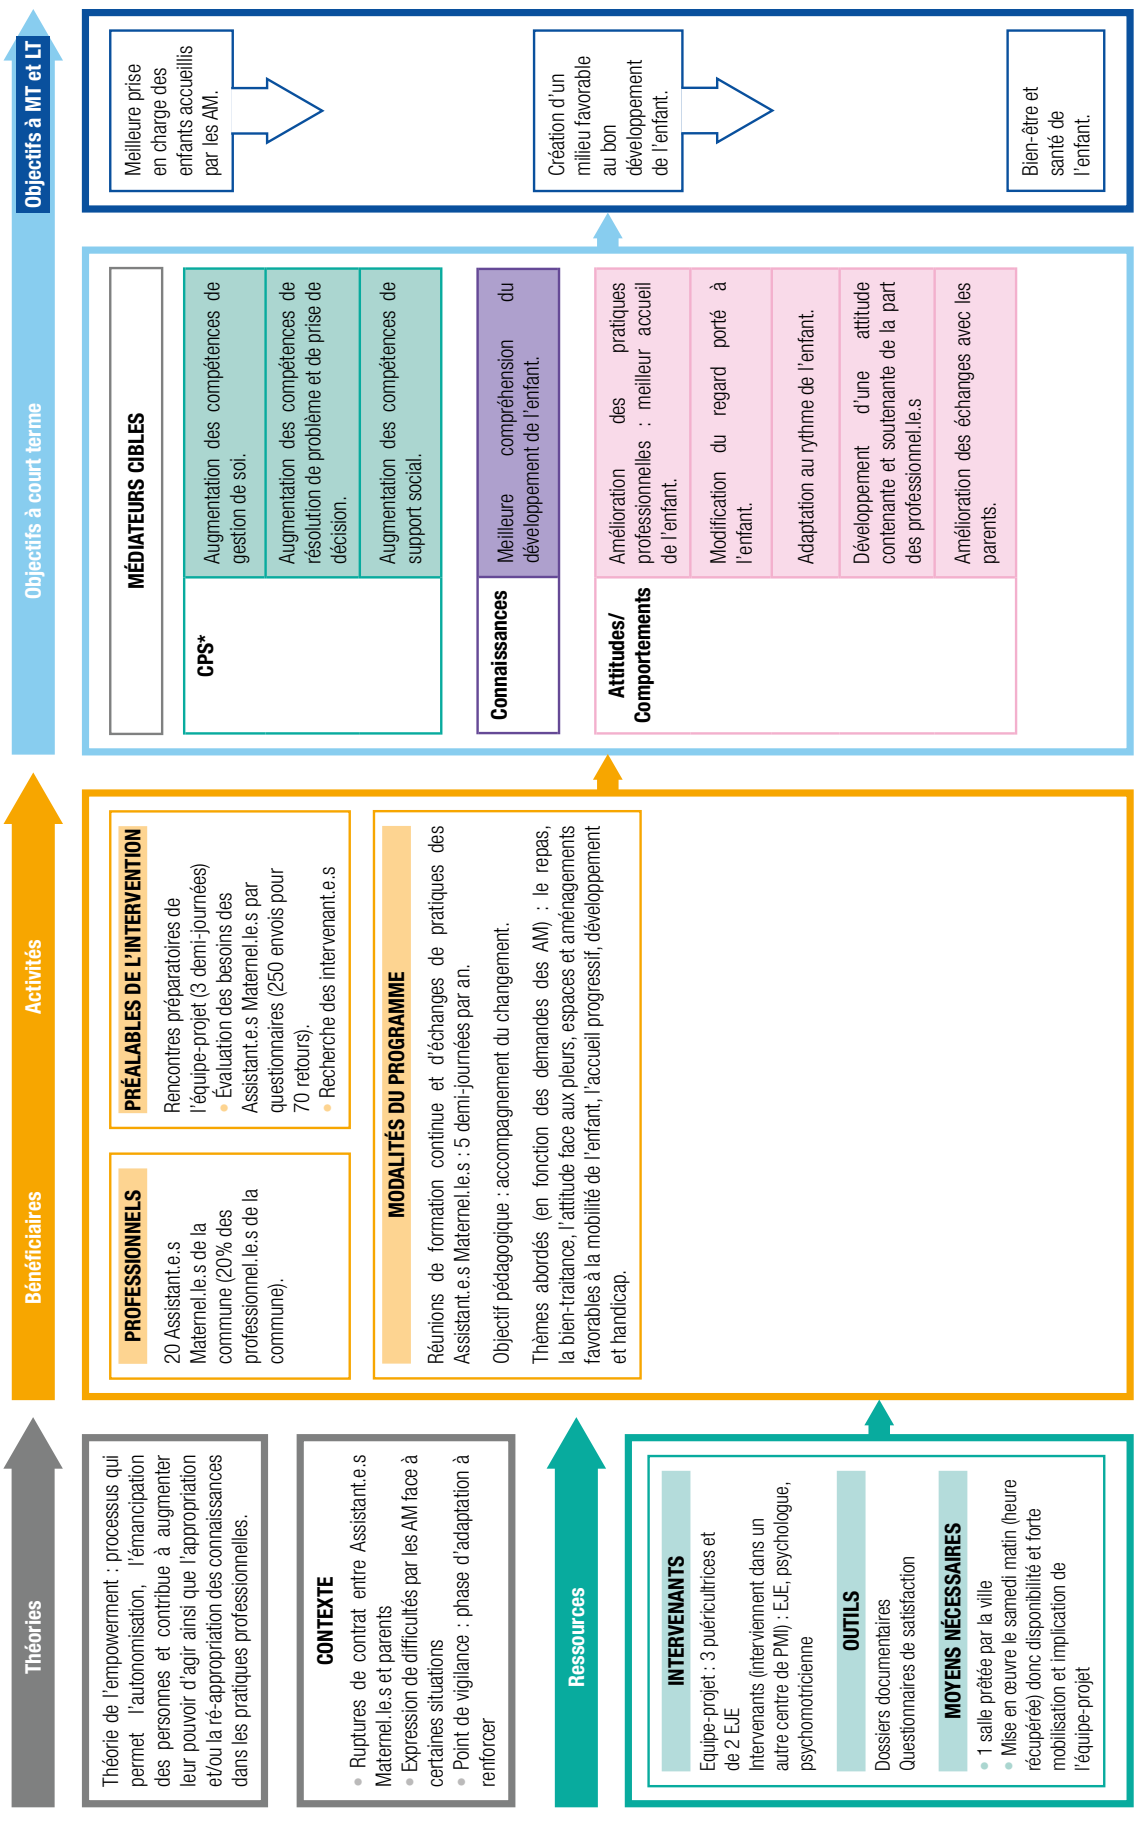 Théories
Théorie de l'empowerment : processus qui
permet l'autonomisation, l'émancipation
des personnes et contribue à augmenter
leur pouvoir d'agir ainsi que l'appropriation
et/ou la ré-appropriation des connaissances
dans les pratiques professionnelles.
CONTEXTE
• Ruptures de contrat entre Assistant.e.s
Maternel.le.s et parents
• Expression de difficultés par les AM face à
certaines situations
• Point de vigilance : phase d'adaptation à
renforcer
Ressources
INTERVENANTS
Equipe-projet : 3 puéricultrices et
de 2 EJE
Intervenants (interviennent dans un
autre centre de PMI) : EJE, psychologue,
psychomotricienne
OUTILS
Dossiers documentaires
Questionnaires de satisfaction
MOYENS NÉCESSAIRES
• 1 salle prêtée par la ville
• Mise en œuvre le samedi matin (heure
récupérée) donc disponibilité et forte
mobilisation et implication de
l'équipe-projet
Bénéficiaires
Activités
PROFESSIONNELS
20 Assistant.e.s
Maternel.le.s de la
commune (20% des
professionnel.le.s de la
commune).
PRÉALABLES DE L'INTERVENTION
Rencontres préparatoires de
l'équipe-projet (3 demi-journées)
• Évaluation des besoins des
Assistant.e.s Maternel.le.s par
questionnaires (250 envois pour
70 retours).
• Recherche des intervenant.e.s
MODALITÉS DU PROGRAMME
Réunions de formation continue et d'échanges de pratiques des
Assistant.e.s Maternel.le.s : 5 demi-journées par an.
Objectif pédagogique : accompagnement du changement.
Thèmes abordés (en fonction des demandes des AM) : le repas,
la bien-traitance, l'attitude face aux pleurs, espaces et aménagements
favorables à la mobilité de l'enfant, l'accueil progressif, développement
et handicap.
Objectifs à court terme
MÉDIATEURS CIBLES
CPS*
Augmentation des compétences de
gestion de soi.
Augmentation des compétences de
résolution de problème et de prise de
décision.
Augmentation des compétences de
support social.
Connaissances
Meilleure compréhension du
développement de l'enfant.
Attitudes/
Comportements
Amélioration des pratiques
professionnelles : meilleur accueil
de l'enfant.
Modification du regard porté à
l'enfant.
Adaptation au rythme de l'enfant.
Développement d'une attitude
contenante et soutenante de la part
des professionnel.le.s
Amélioration des échanges avec les
parents.
Objectifs à MT et LT
Meilleure prise
en charge des
enfants accueillis
par les AM.
Création d'un
milieu favorable
au bon
développement
de l'enfant.
Bien-être et
santé de
l'enfant.